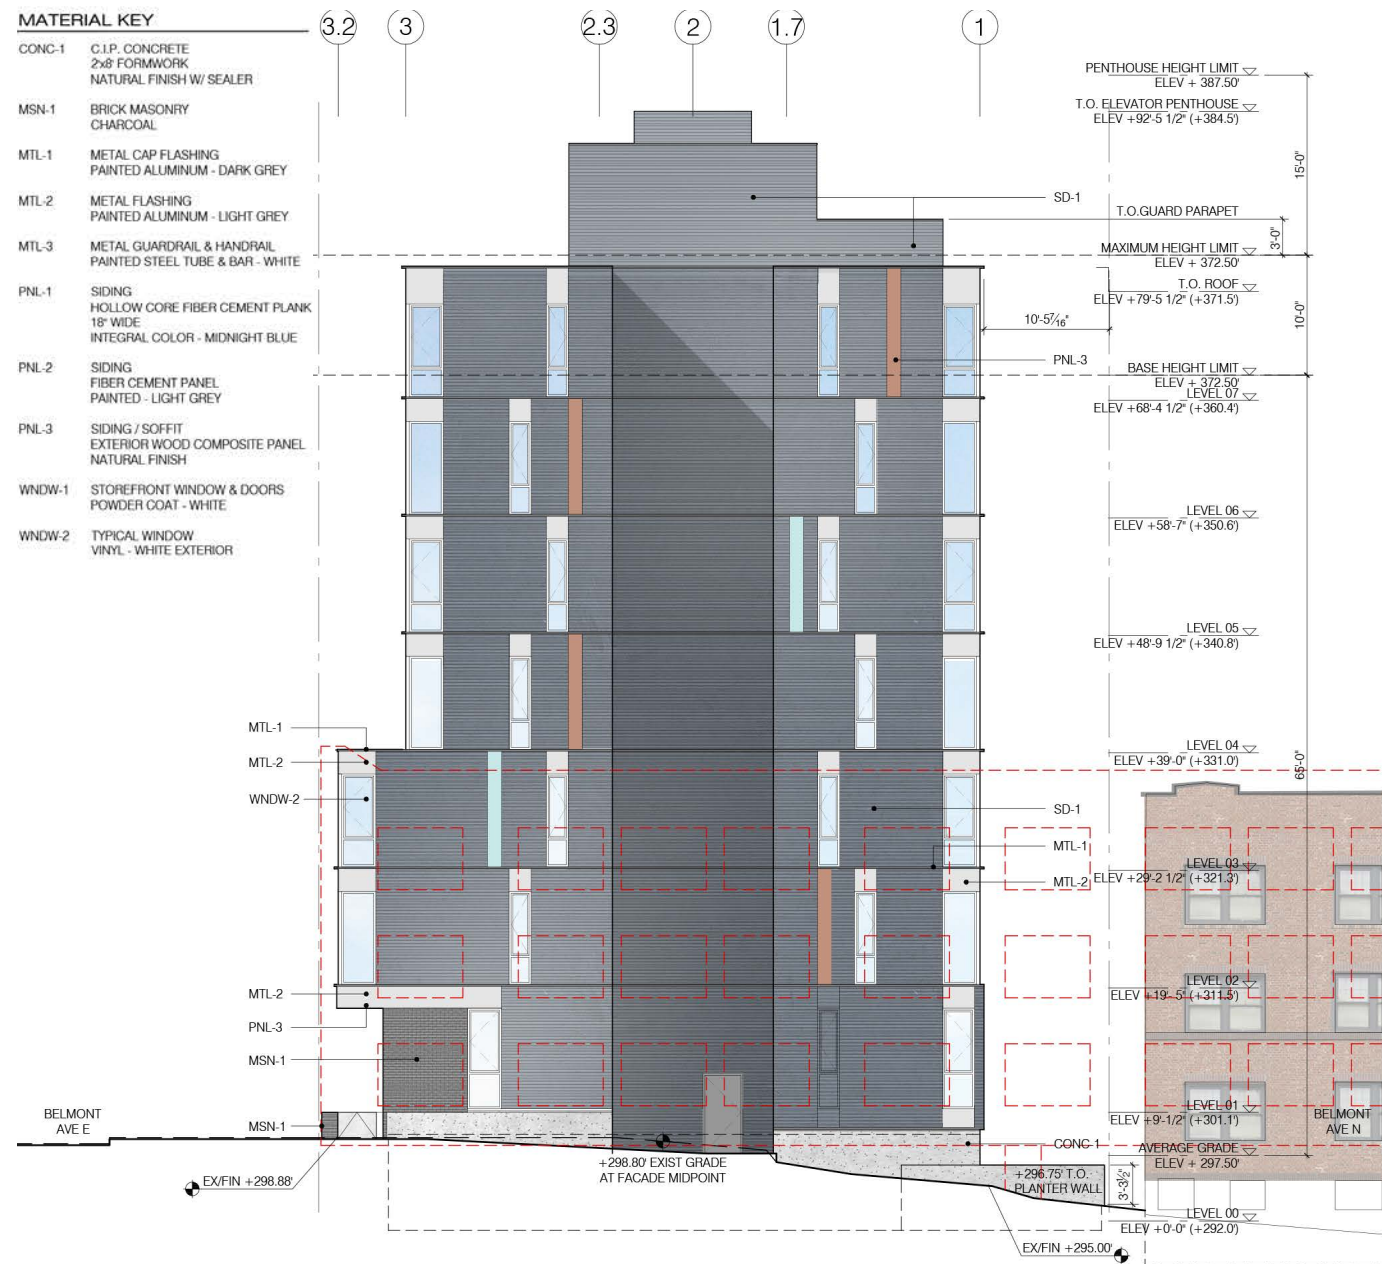 MATERIAL KEY
CONC-1 C.I.P. CONCRETE
2'x8' FORMWORK
NATURAL FINISH W/ SEALER
MSN-1 BRICK MASONRY
CHARCOAL
MTL-1 METAL CAP FLASHING
PAINTED ALUMINUM - DARK GREY
MTL-2 METAL FLASHING
PAINTED ALUMINUM - LIGHT GREY
MTL-3 METAL GUARDRAIL & HANDRAIL
PAINTED STEEL TUBE & BAR - WHITE
PNL-1 SIDING
HOLLOW CORE FIBER CEMENT PLANK
18" WIDE
INTEGRAL COLOR - MIDNIGHT BLUE
PNL-2 SIDING
FIBER CEMENT PANEL
PAINTED - LIGHT GREY
PNL-3 SIDING / SOFFIT
EXTERIOR WOOD COMPOSITE PANEL
NATURAL FINISH
WNDW-1 STOREFRONT WINDOW & DOORS
POWDER COAT - WHITE
WNDW-2 TYPICAL WINDOW
VINYL - WHITE EXTERIOR
3.2 3 2.3 2 1.7 1
PENTHOUSE HEIGHT LIMIT
ELEV + 387.50'
T.O. ELEVATOR PENTHOUSE
ELEV +92'-5 1/2" (+384.5')
15'-0"
SD-1
T.O.GUARD PARAPET
3'-0"
MAXIMUM HEIGHT LIMIT
ELEV + 372.50'
T.O. ROOF
ELEV +79'-5 1/2" (+371.5')
10'-5 7/16"
10'-0"
PNL-3
BASE HEIGHT LIMIT
ELEV + 372.50'
LEVEL 07
ELEV +68'-4 1/2" (+360.4')
LEVEL 06
ELEV +58'-7" (+350.6')
LEVEL 05
ELEV +48'-9 1/2" (+340.8')
MTL-1
LEVEL 04
MTL-2
ELEV +39'-0" (+331.0')
65'-0"
WNDW-2
SD-1
MTL-1
LEVEL 03
MTL-2
ELEV +29'-2 1/2" (+321.3')
LEVEL 02
MTL-2
ELEV +19'- 5" (+311.5')
PNL-3
MSN-1
LEVEL 01
BELMONT
AVE E
MSN-1
ELEV +9'-1/2" (+301.1')
BELMONT
AVE N
CONC-1
AVERAGE GRADE
ELEV + 297.50'
+298.80' EXIST GRADE
AT FACADE MIDPOINT
+296.75' T.O.
PLANTER WALL
3'-3½"
EX/FIN +298.88'
LEVEL 00
ELEV +0'-0" (+292.0')
EX/FIN +295.00'